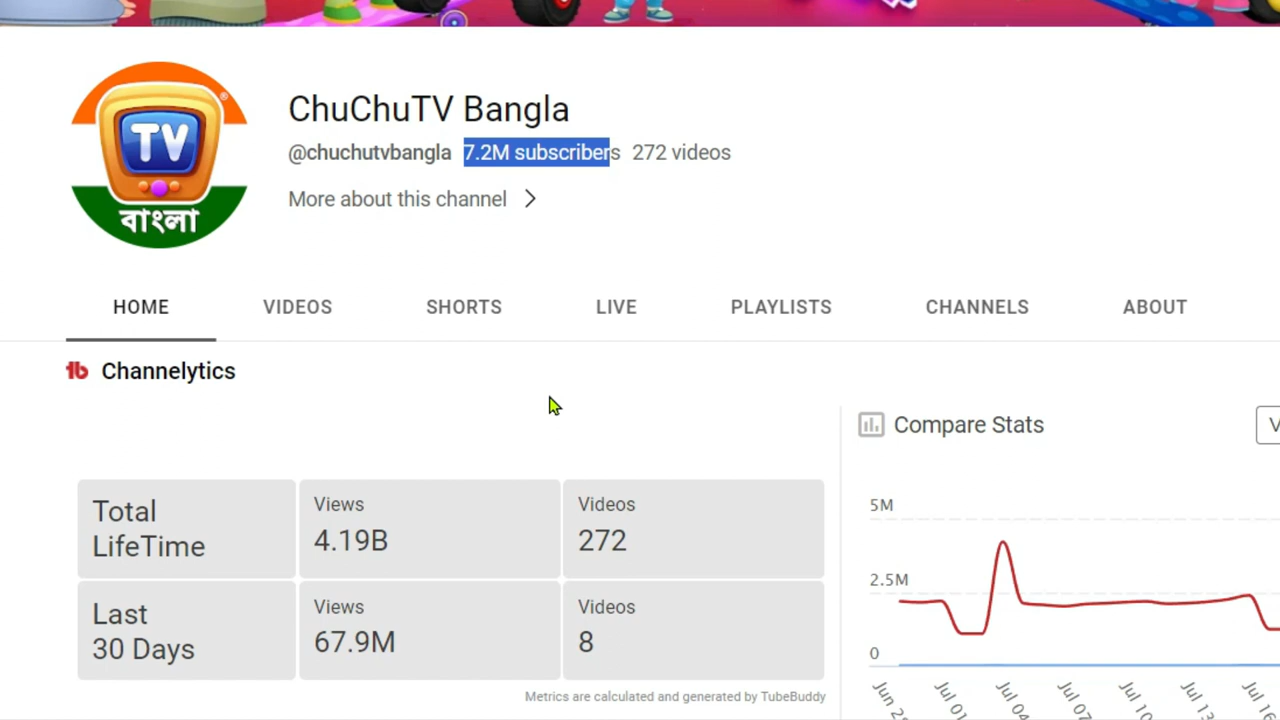 TV
বাংলা
ChuChuTV Bangla
@chuchutvbangla 7.2M subscribers 272 videos
More about this channel
HOME VIDEOS SHORTS LIVE PLAYLISTS CHANNELS ABOUT
Channelytics
Compare Stats
Total LifeTime
Views
4.19B
Videos
272
Last 30 Days
Views
67.9M
Videos
8
Metrics are calculated and generated by TubeBuddy
5M
2.5M
0
Jul 01 Jul 04 Jul 07 Jul 10 Jul 13 Jul 16